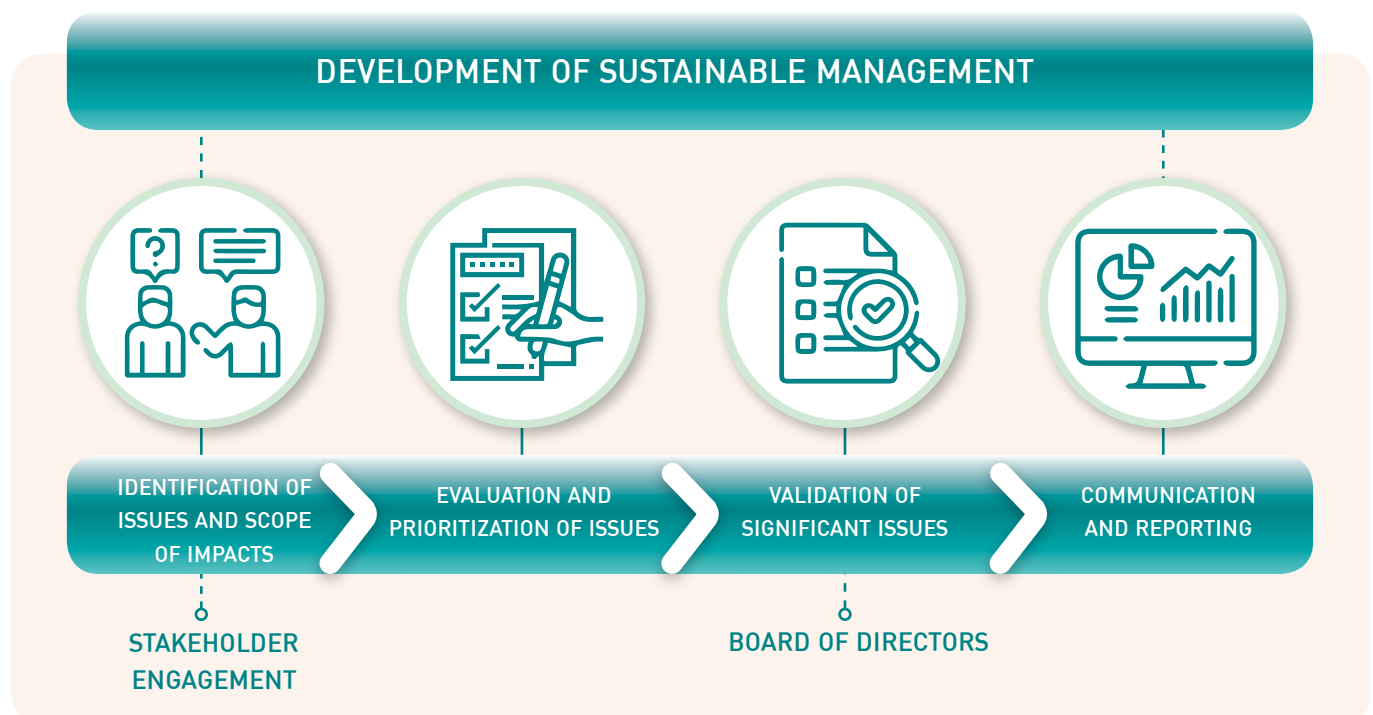 DEVELOPMENT OF SUSTAINABLE MANAGEMENT
?
IDENTIFICATION OF
ISSUES AND SCOPE
OF IMPACTS
EVALUATION AND
PRIORITIZATION OF ISSUES
VALIDATION OF
SIGNIFICANT ISSUES
COMMUNICATION
AND REPORTING
STAKEHOLDER
ENGAGEMENT
BOARD OF DIRECTORS